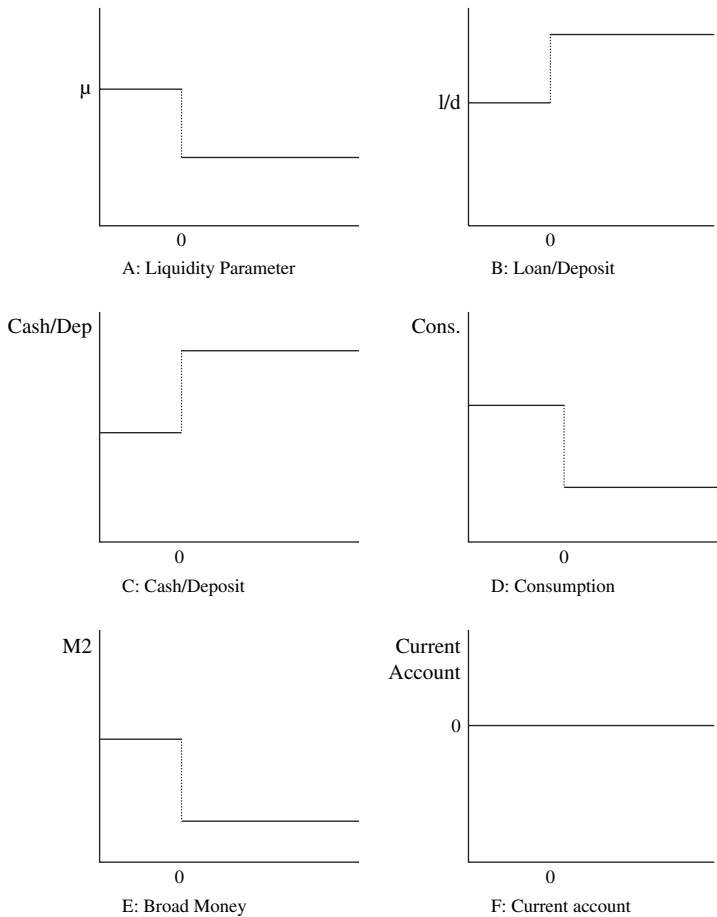 μ
0
A: Liquidity Parameter
l/d
0
B: Loan/Deposit
Cash/Dep
0
C: Cash/Deposit
Cons.
0
D: Consumption
M2
0
E: Broad Money
Current
Account
0
0
F: Current account